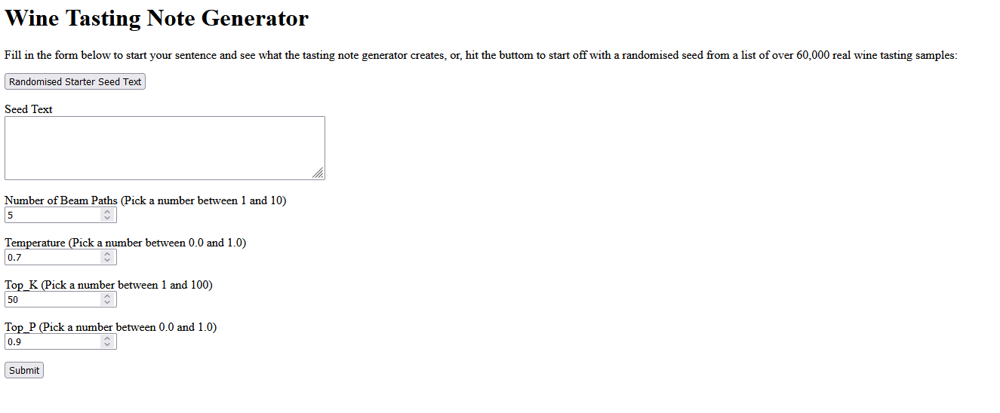 Wine Tasting Note Generator
Fill in the form below to start your sentence and see what the tasting note generator creates, or, hit the buttom to start off with a randomised seed from a list of over 60,000 real wine tasting samples:
Randomised Starter Seed Text
Seed Text
Number of Beam Paths (Pick a number between 1 and 10)
5
Temperature (Pick a number between 0.0 and 1.0)
0.7
Top_K (Pick a number between 1 and 100)
50
Top_P (Pick a number between 0.0 and 1.0)
0.9
Submit